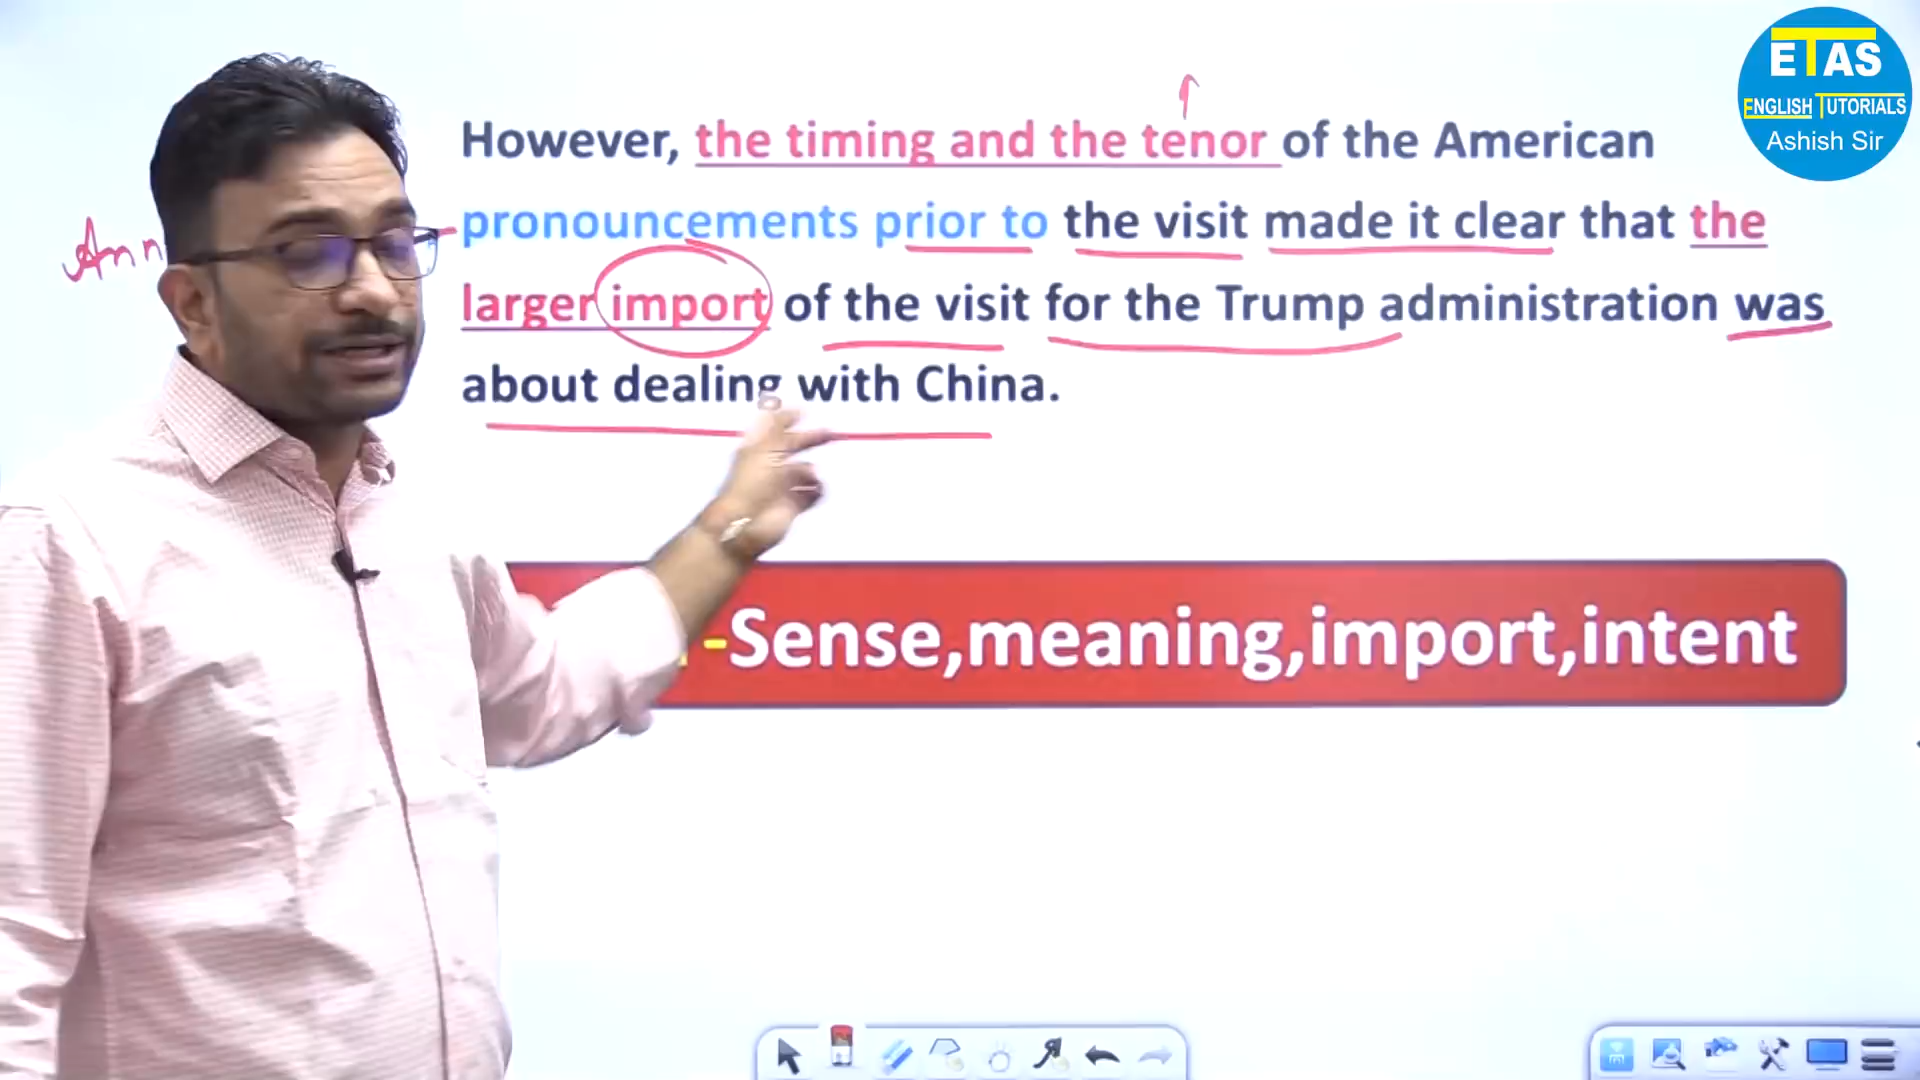 ETAS
ENGLISH TUTORIALS
Ashish Sir
However, the timing and the tenor of the American
pronouncements prior to the visit made it clear that the
larger import of the visit for the Trump administration was
about dealing with China.
Ann
-Sense,meaning,import,intent